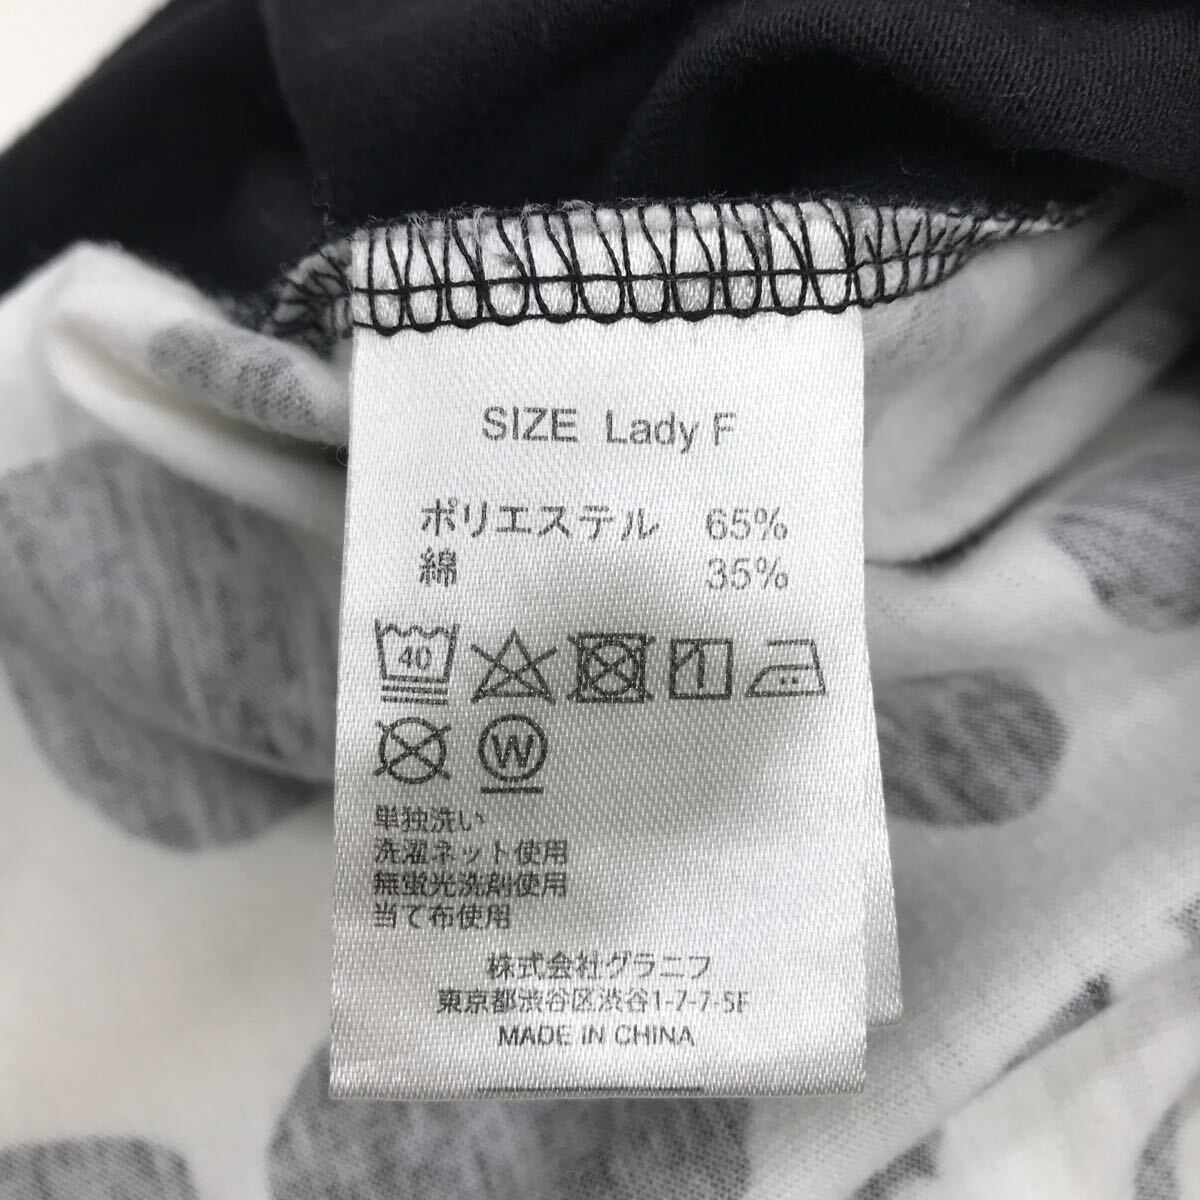 SIZE Lady F
ポリエステル 65%
綿 35%
40
W
単独洗い
洗濯ネット使用
無蛍光洗剤使用
当て布使用
株式会社グラニフ
東京都渋谷区渋谷1-7-7-5F
MADE IN CHINA